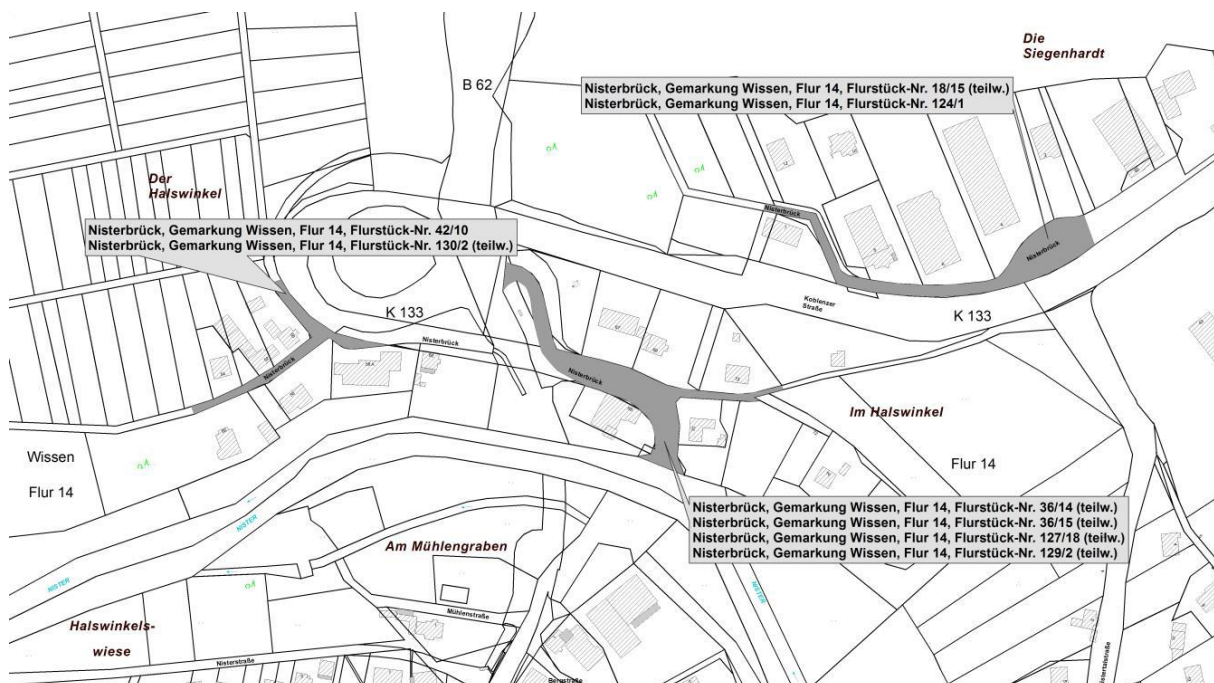 Die
Siegenhardt
B 62
Nisterbrück, Gemarkung Wissen, Flur 14, Flurstück-Nr. 18/15 (teilw.)
Nisterbrück, Gemarkung Wissen, Flur 14, Flurstück-Nr. 124/1
Der
Halswinkel
Nisterbrück, Gemarkung Wissen, Flur 14, Flurstück-Nr. 42/10
Nisterbrück, Gemarkung Wissen, Flur 14, Flurstück-Nr. 130/2 (teilw.)
Nisterbrück
Nisterbrück
Koblenzer
Straße
K 133
K 133
Nisterbrück
Nisterbrück
Nisterbrück
Im Halswinkel
Wissen
Flur 14
Flur 14
Nisterbrück, Gemarkung Wissen, Flur 14, Flurstück-Nr. 36/14 (teilw.)
Nisterbrück, Gemarkung Wissen, Flur 14, Flurstück-Nr. 36/15 (teilw.)
Nisterbrück, Gemarkung Wissen, Flur 14, Flurstück-Nr. 127/18 (teilw.)
Nisterbrück, Gemarkung Wissen, Flur 14, Flurstück-Nr. 129/2 (teilw.)
NISTER
Am Mühlengraben
NISTER
NISTER
Mühlenstraße
Halswinkels-
wiese
Nisterstraße
Bergstraße